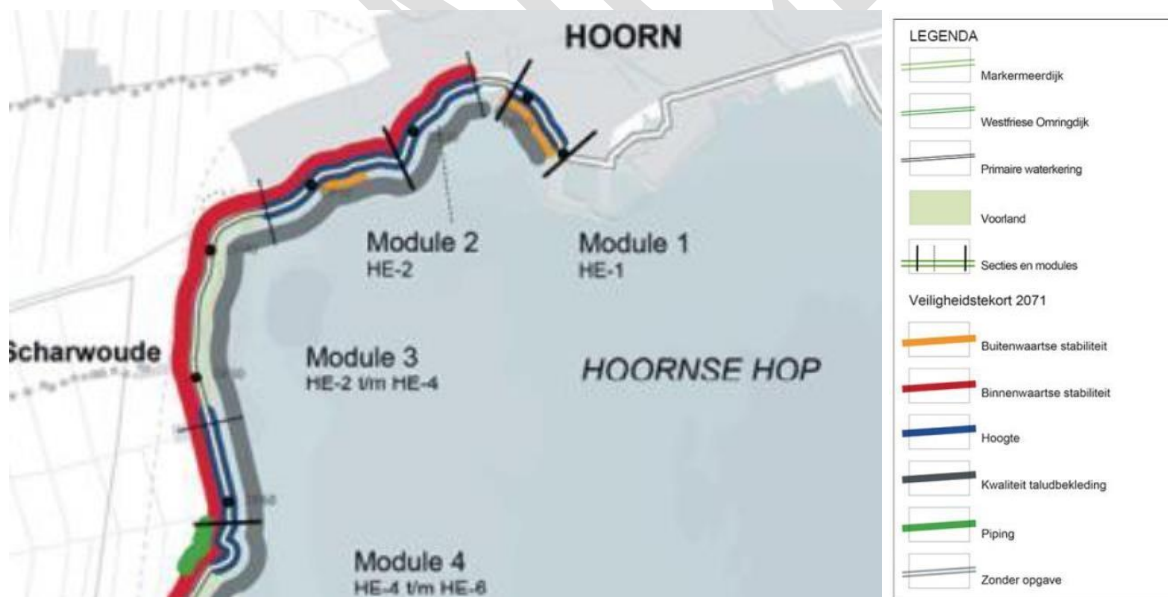 HOORN
Module 2
HE-2
Module 1
HE-1
Scharwoude
Module 3
HE-2 t/m HE-4
HOORNSE HOP
Module 4
HE-4 t/m HE-6
LEGENDA
Markermeerdijk
Westfriese Omringdijk
Primaire waterkering
Voorland
Secties en modules
Veiligheidstekort 2071
Buitenwaartse stabiliteit
Binnenwaartse stabiliteit
Hoogte
Kwaliteit taludbekleding
Piping
Zonder opgave